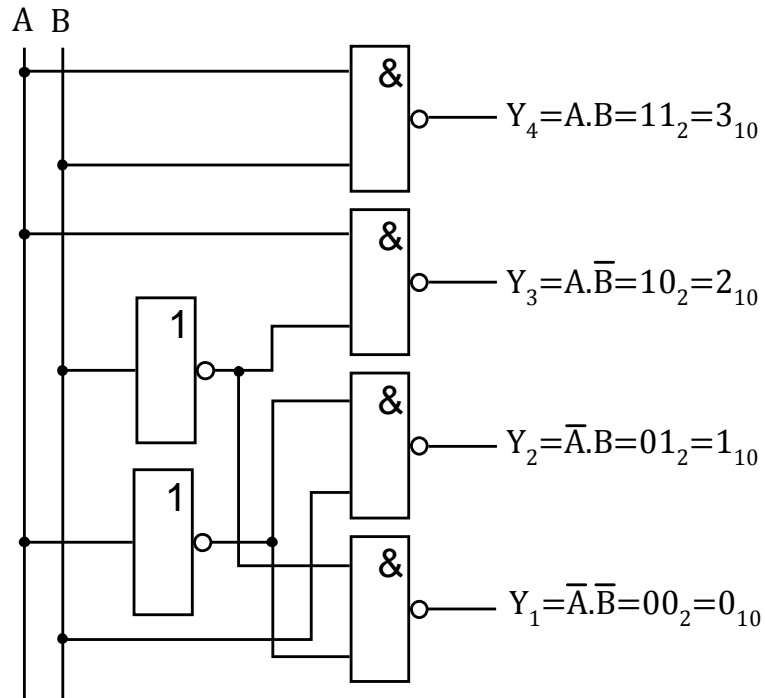 A B
&
Y₄=A.B=11₂=3₁₀
&
Y₃=A.B̅=10₂=2₁₀
1
&
Y₂=A̅.B=01₂=1₁₀
1
&
Y₁=A̅.B̅=00₂=0₁₀